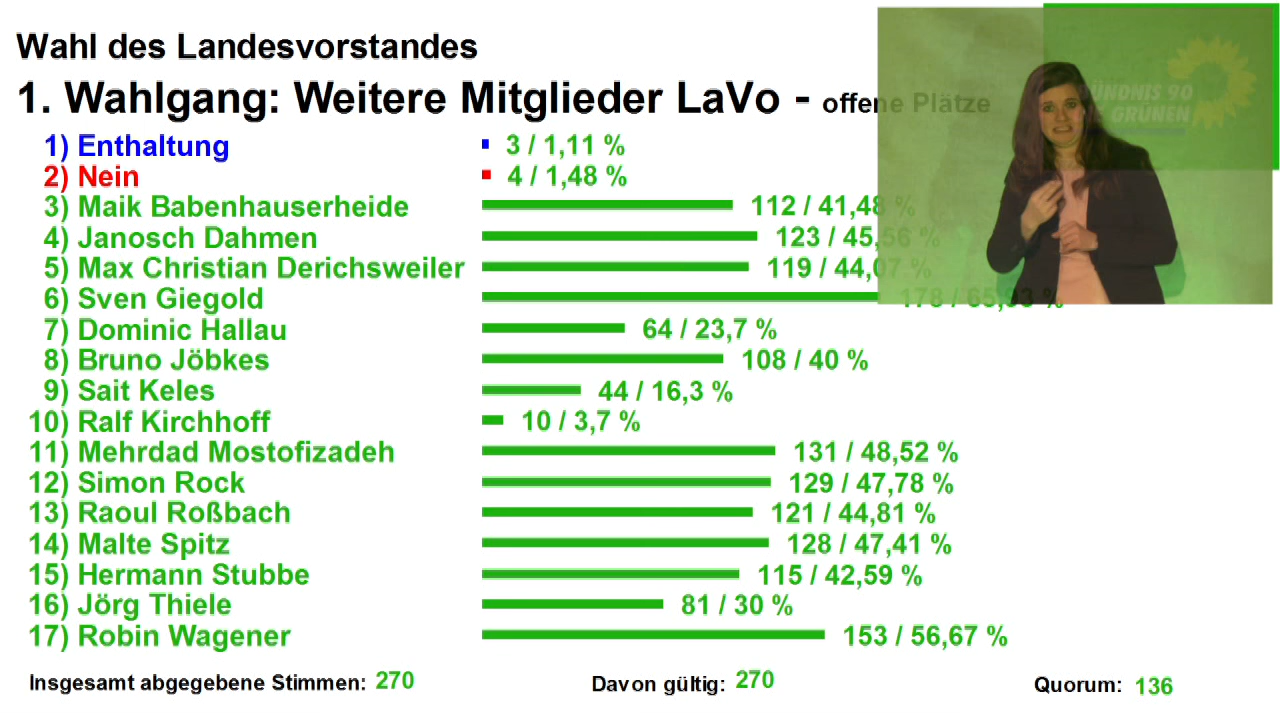 Wahl des Landesvorstandes
1. Wahlgang: Weitere Mitglieder LaVo - offene Plätze
1) Enthaltung 3 / 1,11 %
2) Nein 4 / 1,48 %
3) Maik Babenhauserheide 112 / 41,48 %
4) Janosch Dahmen 123 / 45,56 %
5) Max Christian Derichsweiler 119 / 44,07 %
6) Sven Giegold 178 / 65,93 %
7) Dominic Hallau 64 / 23,7 %
8) Bruno Jöbkes 108 / 40 %
9) Sait Keles 44 / 16,3 %
10) Ralf Kirchhoff 10 / 3,7 %
11) Mehrdad Mostofizadeh 131 / 48,52 %
12) Simon Rock 129 / 47,78 %
13) Raoul Roßbach 121 / 44,81 %
14) Malte Spitz 128 / 47,41 %
15) Hermann Stubbe 115 / 42,59 %
16) Jörg Thiele 81 / 30 %
17) Robin Wagener 153 / 56,67 %
Insgesamt abgegebene Stimmen: 270 Davon gültig: 270 Quorum: 136
ÜNDNIS 90
GRÜNEN